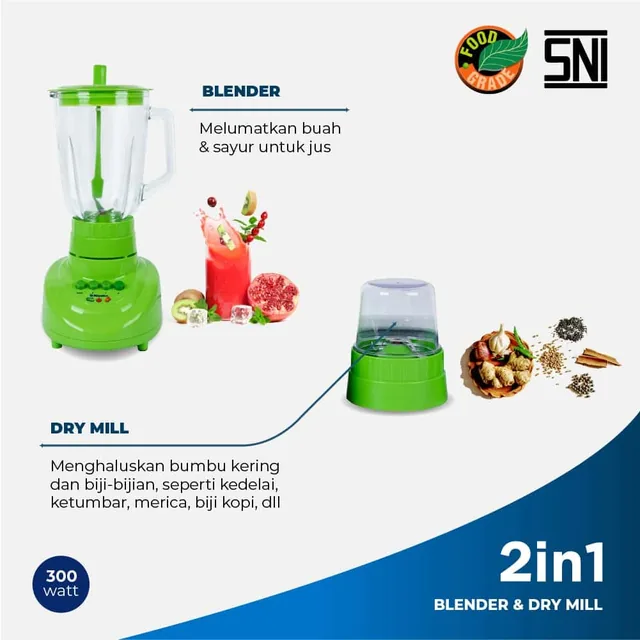 FOOD
GRADE
SNI
BLENDER
Melumatkan buah
& sayur untuk jus
DRY MILL
Menghaluskan bumbu kering
dan biji-bijian, seperti kedelai,
ketumbar, merica, biji kopi, dll
300
watt
2in1
BLENDER & DRY MILL